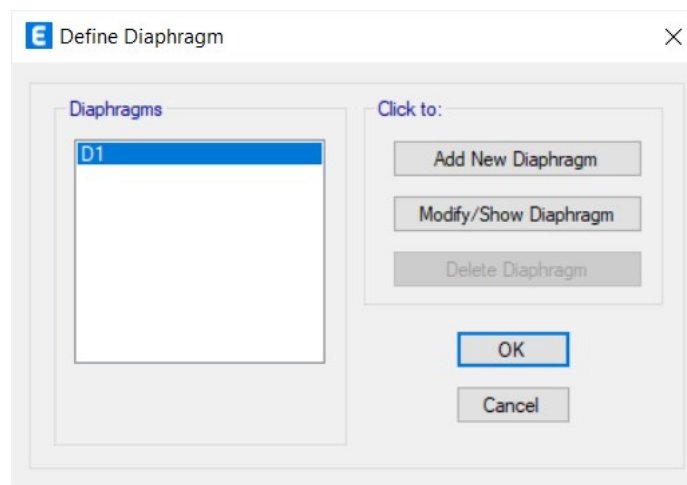 Define Diaphragm
Diaphragms
D1
Click to:
Add New Diaphragm
Modify/Show Diaphragm
Delete Diaphragm
OK
Cancel